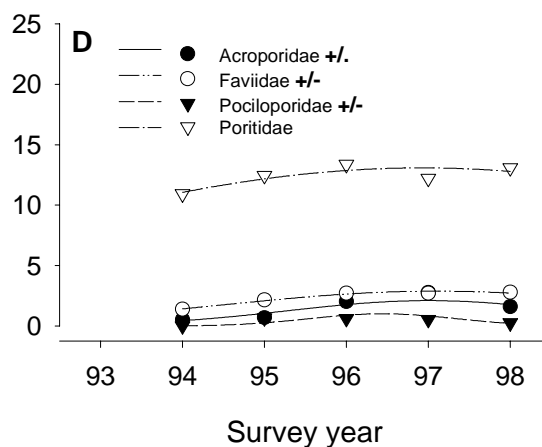 25
D
Acroporidae +/.
Faviidae +/-
20
Pociloporidae +/-
Poritidae
15
10
5
0
93 94 95 96 97 98
Survey year